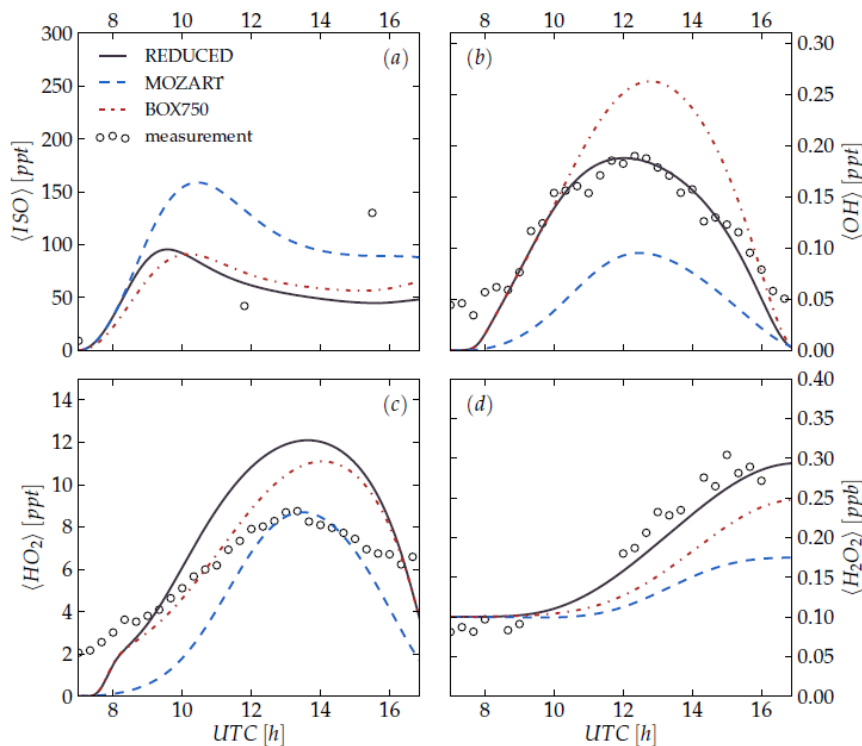 8 10 12 14 16 8 10 12 14 16
300 250 200 150 100 50 0
⟨ISO⟩ [ppt]
REDUCED
MOZART
BOX750
measurement
(a)
(b)
0.30 0.25 0.20 0.15 0.10 0.05 0.00
⟨OH⟩ [ppt]
14 12 10 8 6 4 2 0
⟨HO₂⟩ [ppt]
(c)
(d)
0.40 0.35 0.30 0.25 0.20 0.15 0.10 0.05 0.00
⟨H₂O₂⟩ [ppb]
8 10 12 14 16 8 10 12 14 16
UTC [h] UTC [h]